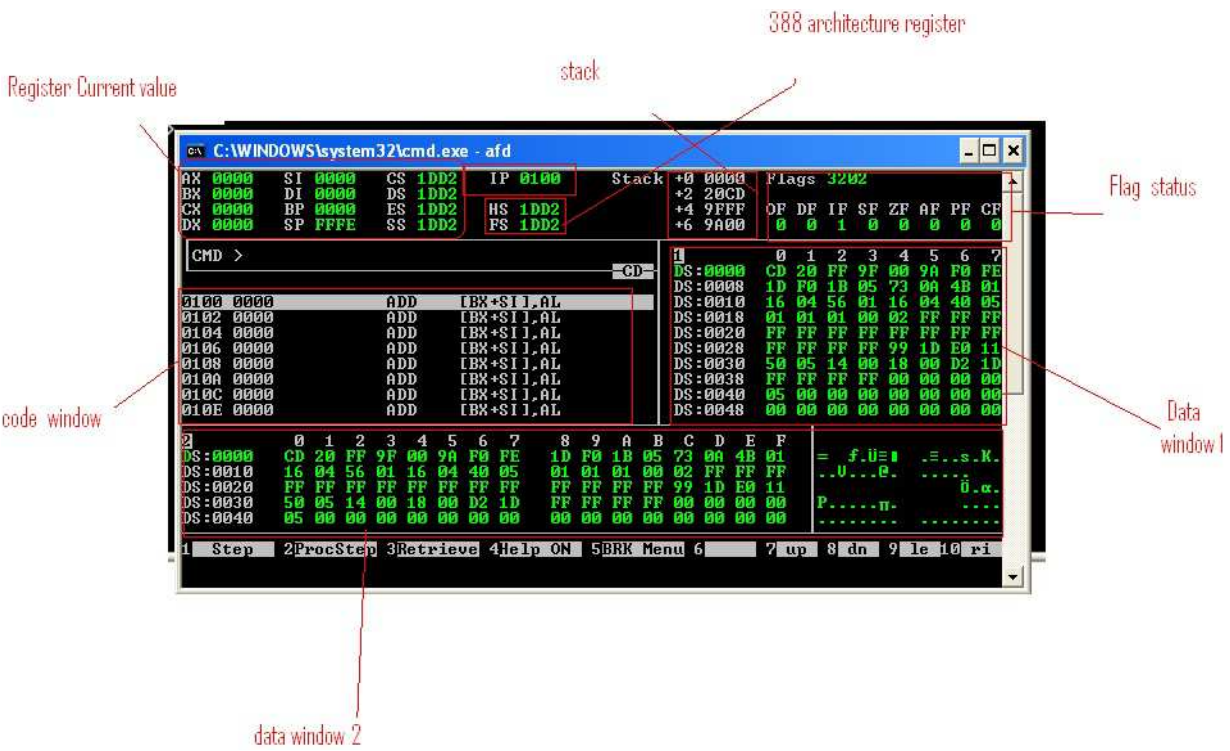 388 architecture register
stack
Register Current value
C:\WINDOWS\system32\cmd.exe - afd
AX 0000 SI 0000 CS 1DD2 IP 0100 Stack +0 0000 Flags 3202
BX 0000 DI 0000 DS 1DD2 +2 20CD
CX 0000 BP 0000 ES 1DD2 HS 1DD2 +4 9FFF OF DF IF SF ZF AF PF CF
DX 0000 SP FFFE SS 1DD2 FS 1DD2 +6 9A00 0 0 1 0 0 0 0 0
Flag status
CMD >
CD
1 0 1 2 3 4 5 6 7
DS:0000 CD 20 FF 9F 00 9A F0 FE
DS:0008 1D F0 1B 05 73 0A 4B 01
DS:0010 16 04 56 01 16 04 40 05
DS:0018 01 01 01 00 02 FF FF FF
DS:0020 FF FF FF FF FF FF FF FF
DS:0028 FF FF FF FF 99 1D E0 11
DS:0030 50 05 14 00 18 00 D2 1D
DS:0038 FF FF FF FF 00 00 00 00
DS:0040 05 00 00 00 00 00 00 00
DS:0048 00 00 00 00 00 00 00 00
0100 0000 ADD [BX+SI],AL
0102 0000 ADD [BX+SI],AL
0104 0000 ADD [BX+SI],AL
0106 0000 ADD [BX+SI],AL
0108 0000 ADD [BX+SI],AL
010A 0000 ADD [BX+SI],AL
010C 0000 ADD [BX+SI],AL
010E 0000 ADD [BX+SI],AL
code window
Data
window 1
2 0 1 2 3 4 5 6 7 8 9 A B C D E F
DS:0000 CD 20 FF 9F 00 9A F0 FE 1D F0 1B 05 73 0A 4B 01 = ƒ.Ü≡■ .≡..s.K.
DS:0010 16 04 56 01 16 04 40 05 01 01 01 00 02 FF FF FF ..V...@. .....
DS:0020 FF FF FF FF FF FF FF FF FF FF FF FF 99 1D E0 11 Ö.α.
DS:0030 50 05 14 00 18 00 D2 1D FF FF FF FF 00 00 00 00 P.....π. ....
DS:0040 05 00 00 00 00 00 00 00 00 00 00 00 00 00 00 00 ........ ........
1 Step 2ProcStep 3Retrieve 4Help ON 5BRK Menu 6 7 up 8 dn 9 le 10 ri
data window 2